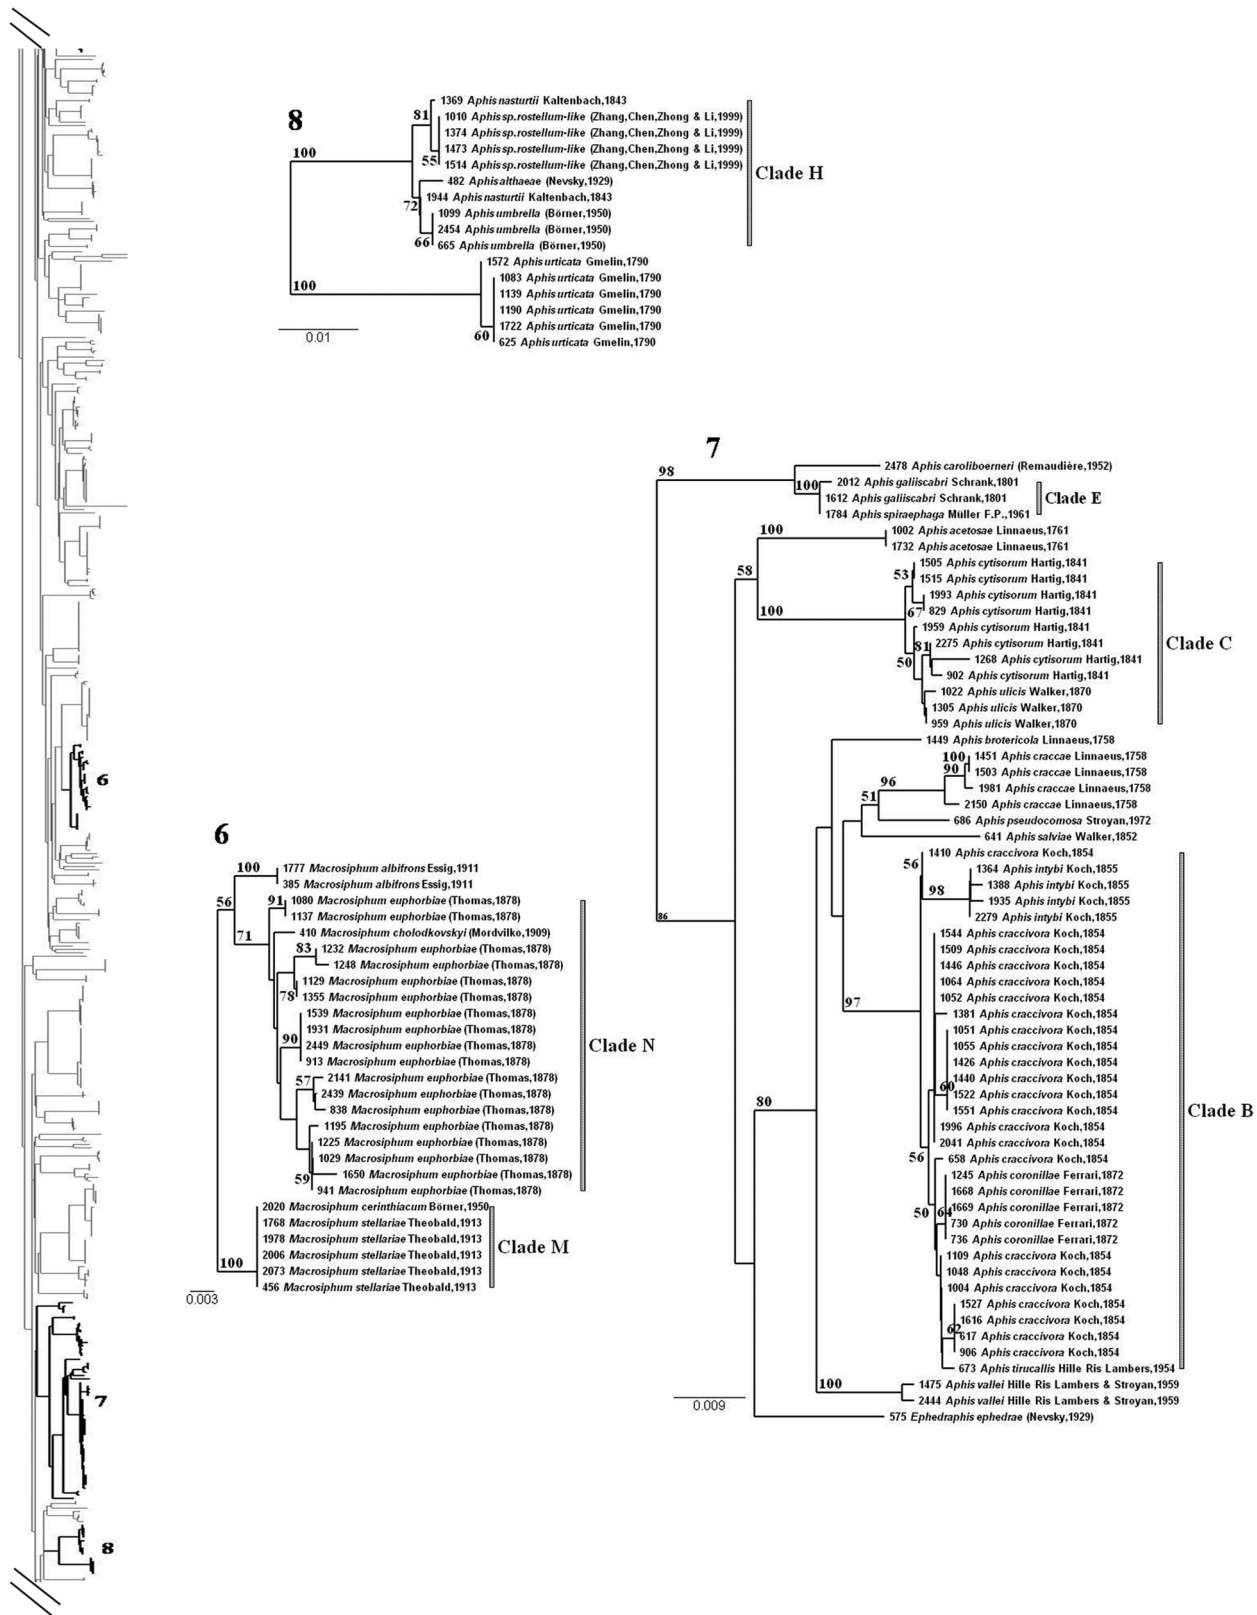 8
1369 Aphis nasturtii Kaltenbach,1843
81
1010 Aphis sp.rostellum-like (Zhang,Chen,Zhong & Li,1999)
1374 Aphis sp.rostellum-like (Zhang,Chen,Zhong & Li,1999)
1473 Aphis sp.rostellum-like (Zhang,Chen,Zhong & Li,1999)
100
55
1514 Aphis sp.rostellum-like (Zhang,Chen,Zhong & Li,1999)
Clade H
482 Aphis althaeae (Nevsky,1929)
1944 Aphis nasturtii Kaltenbach,1843
72
1099 Aphis umbrella (Börner,1950)
2454 Aphis umbrella (Börner,1950)
66
665 Aphis umbrella (Börner,1950)
1572 Aphis urticata Gmelin,1790
1083 Aphis urticata Gmelin,1790
100
1139 Aphis urticata Gmelin,1790
1190 Aphis urticata Gmelin,1790
1722 Aphis urticata Gmelin,1790
60
625 Aphis urticata Gmelin,1790
0.01
7
98
2478 Aphis caroliboerneri (Remaudière,1952)
2012 Aphis galiiscabri Schrank,1801
100
1612 Aphis galiiscabri Schrank,1801
Clade E
1784 Aphis spiraephaga Müller F.P.,1961
100
1002 Aphis acetosae Linnaeus,1761
1732 Aphis acetosae Linnaeus,1761
58
1505 Aphis cytisorum Hartig,1841
53
1515 Aphis cytisorum Hartig,1841
1993 Aphis cytisorum Hartig,1841
100
67
829 Aphis cytisorum Hartig,1841
1959 Aphis cytisorum Hartig,1841
81
2275 Aphis cytisorum Hartig,1841
Clade C
50
1268 Aphis cytisorum Hartig,1841
902 Aphis cytisorum Hartig,1841
1022 Aphis ulicis Walker,1870
1305 Aphis ulicis Walker,1870
959 Aphis ulicis Walker,1870
1449 Aphis brotericola Linnaeus,1758
100
1451 Aphis craccae Linnaeus,1758
90
1503 Aphis craccae Linnaeus,1758
96
1981 Aphis craccae Linnaeus,1758
51
2150 Aphis craccae Linnaeus,1758
686 Aphis pseudocomosa Stroyan,1972
641 Aphis salviae Walker,1852
1410 Aphis craccivora Koch,1854
56
1364 Aphis intybi Koch,1855
98
1388 Aphis intybi Koch,1855
1935 Aphis intybi Koch,1855
86
2279 Aphis intybi Koch,1855
1544 Aphis craccivora Koch,1854
1509 Aphis craccivora Koch,1854
1446 Aphis craccivora Koch,1854
1064 Aphis craccivora Koch,1854
97
1052 Aphis craccivora Koch,1854
1381 Aphis craccivora Koch,1854
1051 Aphis craccivora Koch,1854
1055 Aphis craccivora Koch,1854
1426 Aphis craccivora Koch,1854
1440 Aphis craccivora Koch,1854
60
1522 Aphis craccivora Koch,1854
80
1551 Aphis craccivora Koch,1854
Clade B
1996 Aphis craccivora Koch,1854
2041 Aphis craccivora Koch,1854
56
658 Aphis craccivora Koch,1854
1245 Aphis coronillae Ferrari,1872
1668 Aphis coronillae Ferrari,1872
50
64
1669 Aphis coronillae Ferrari,1872
730 Aphis coronillae Ferrari,1872
736 Aphis coronillae Ferrari,1872
1109 Aphis craccivora Koch,1854
1048 Aphis craccivora Koch,1854
1004 Aphis craccivora Koch,1854
1527 Aphis craccivora Koch,1854
1616 Aphis craccivora Koch,1854
62
617 Aphis craccivora Koch,1854
906 Aphis craccivora Koch,1854
673 Aphis tirucallis Hille Ris Lambers,1954
100
1475 Aphis vallei Hille Ris Lambers & Stroyan,1959
2444 Aphis vallei Hille Ris Lambers & Stroyan,1959
0.009
575 Ephedraphis ephedrae (Nevsky,1929)
6
6
100
1777 Macrosiphum albifrons Essig,1911
385 Macrosiphum albifrons Essig,1911
56
91
1080 Macrosiphum euphorbiae (Thomas,1878)
1137 Macrosiphum euphorbiae (Thomas,1878)
71
410 Macrosiphum cholodkovskyi (Mordvilko,1909)
83
1232 Macrosiphum euphorbiae (Thomas,1878)
1248 Macrosiphum euphorbiae (Thomas,1878)
1129 Macrosiphum euphorbiae (Thomas,1878)
78
1355 Macrosiphum euphorbiae (Thomas,1878)
1539 Macrosiphum euphorbiae (Thomas,1878)
1931 Macrosiphum euphorbiae (Thomas,1878)
90
2449 Macrosiphum euphorbiae (Thomas,1878)
Clade N
913 Macrosiphum euphorbiae (Thomas,1878)
57
2141 Macrosiphum euphorbiae (Thomas,1878)
2439 Macrosiphum euphorbiae (Thomas,1878)
838 Macrosiphum euphorbiae (Thomas,1878)
1195 Macrosiphum euphorbiae (Thomas,1878)
1225 Macrosiphum euphorbiae (Thomas,1878)
1029 Macrosiphum euphorbiae (Thomas,1878)
59
1650 Macrosiphum euphorbiae (Thomas,1878)
941 Macrosiphum euphorbiae (Thomas,1878)
2020 Macrosiphum cerinthiacum Börner,1950
1768 Macrosiphum stellariae Theobald,1913
1978 Macrosiphum stellariae Theobald,1913
Clade M
2006 Macrosiphum stellariae Theobald,1913
100
2073 Macrosiphum stellariae Theobald,1913
456 Macrosiphum stellariae Theobald,1913
0.003
7
8